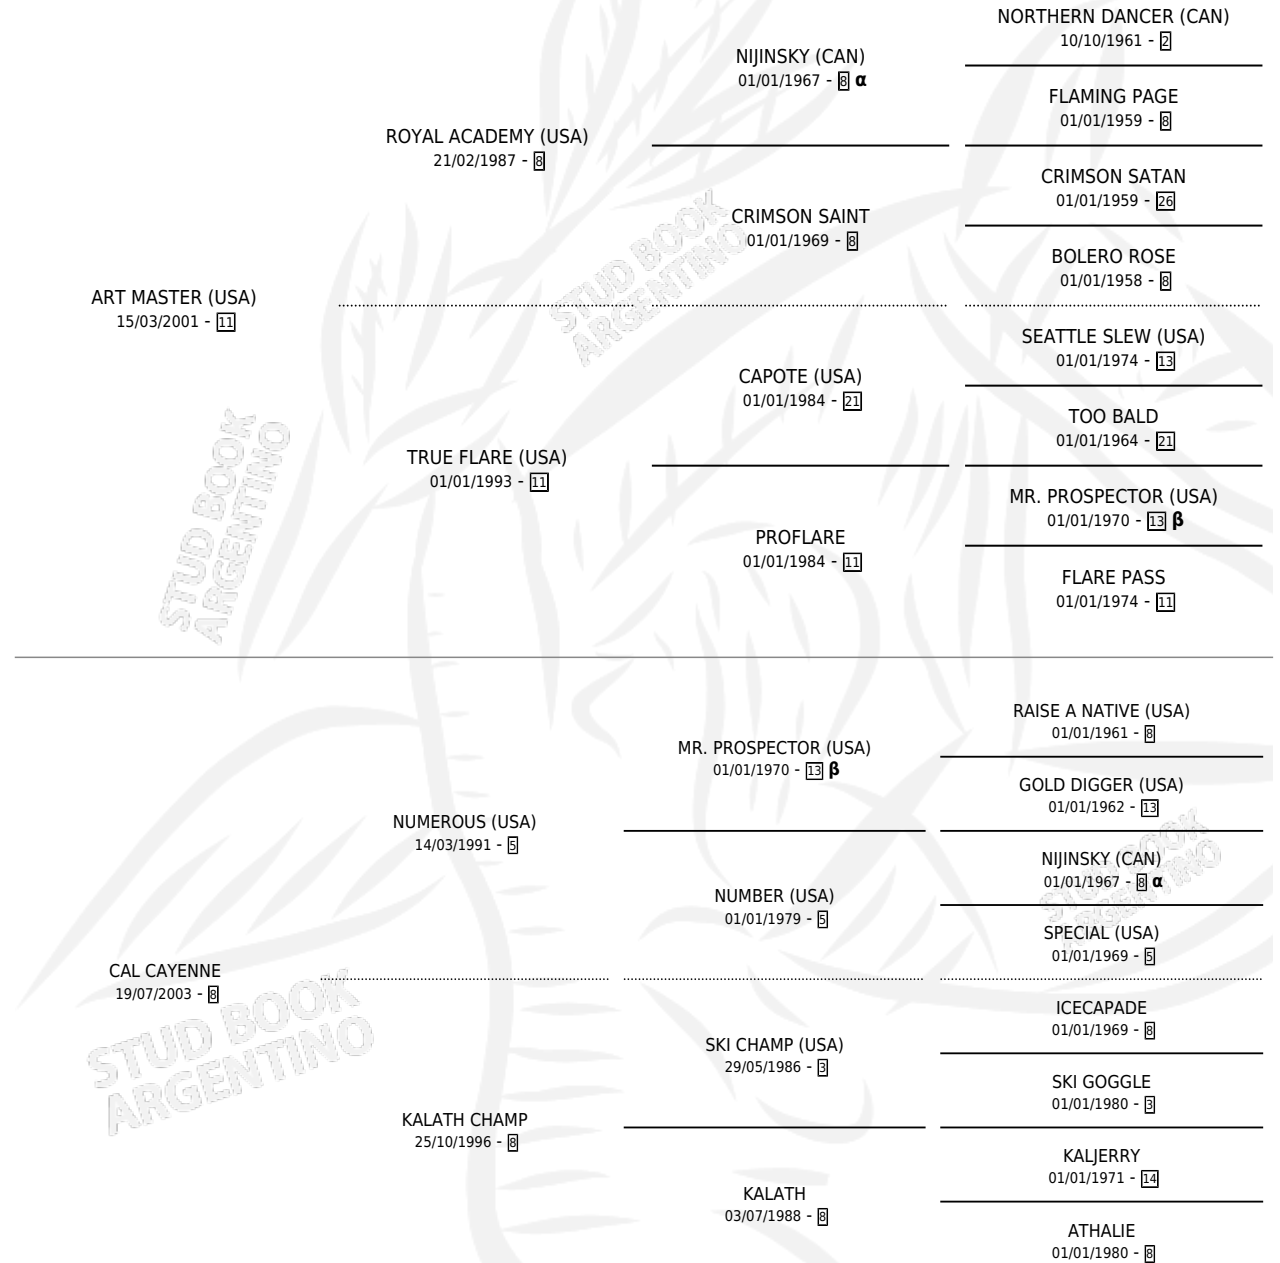 NORTHERN DANCER (CAN)
10/10/1961 - 2
NIJINSKY (CAN)
01/01/1967 - 8 α
FLAMING PAGE
01/01/1959 - 8
ROYAL ACADEMY (USA)
21/02/1987 - 8
CRIMSON SATAN
01/01/1959 - 26
CRIMSON SAINT
01/01/1969 - 8
BOLERO ROSE
01/01/1958 - 8
ART MASTER (USA)
15/03/2001 - 11
SEATTLE SLEW (USA)
01/01/1974 - 13
CAPOTE (USA)
01/01/1984 - 21
TOO BALD
01/01/1964 - 21
TRUE FLARE (USA)
01/01/1993 - 11
MR. PROSPECTOR (USA)
01/01/1970 - 13 β
PROFLARE
01/01/1984 - 11
FLARE PASS
01/01/1974 - 11
RAISE A NATIVE (USA)
01/01/1961 - 8
MR. PROSPECTOR (USA)
01/01/1970 - 13 β
GOLD DIGGER (USA)
01/01/1962 - 13
NUMEROUS (USA)
14/03/1991 - 5
NIJINSKY (CAN)
01/01/1967 - 8 α
NUMBER (USA)
01/01/1979 - 5
SPECIAL (USA)
01/01/1969 - 5
CAL CAYENNE
19/07/2003 - 8
ICECAPADE
01/01/1969 - 8
SKI CHAMP (USA)
29/05/1986 - 3
SKI GOGGLE
01/01/1980 - 3
KALATH CHAMP
25/10/1996 - 8
KALJERRY
01/01/1971 - 14
KALATH
03/07/1988 - 8
ATHALIE
01/01/1980 - 8
STUD BOOK
ARGENTINO
STUD BOOK
ARGENTINO
STUD BOOK
ARGENTINO
STUD BOOK
ARGENTINO